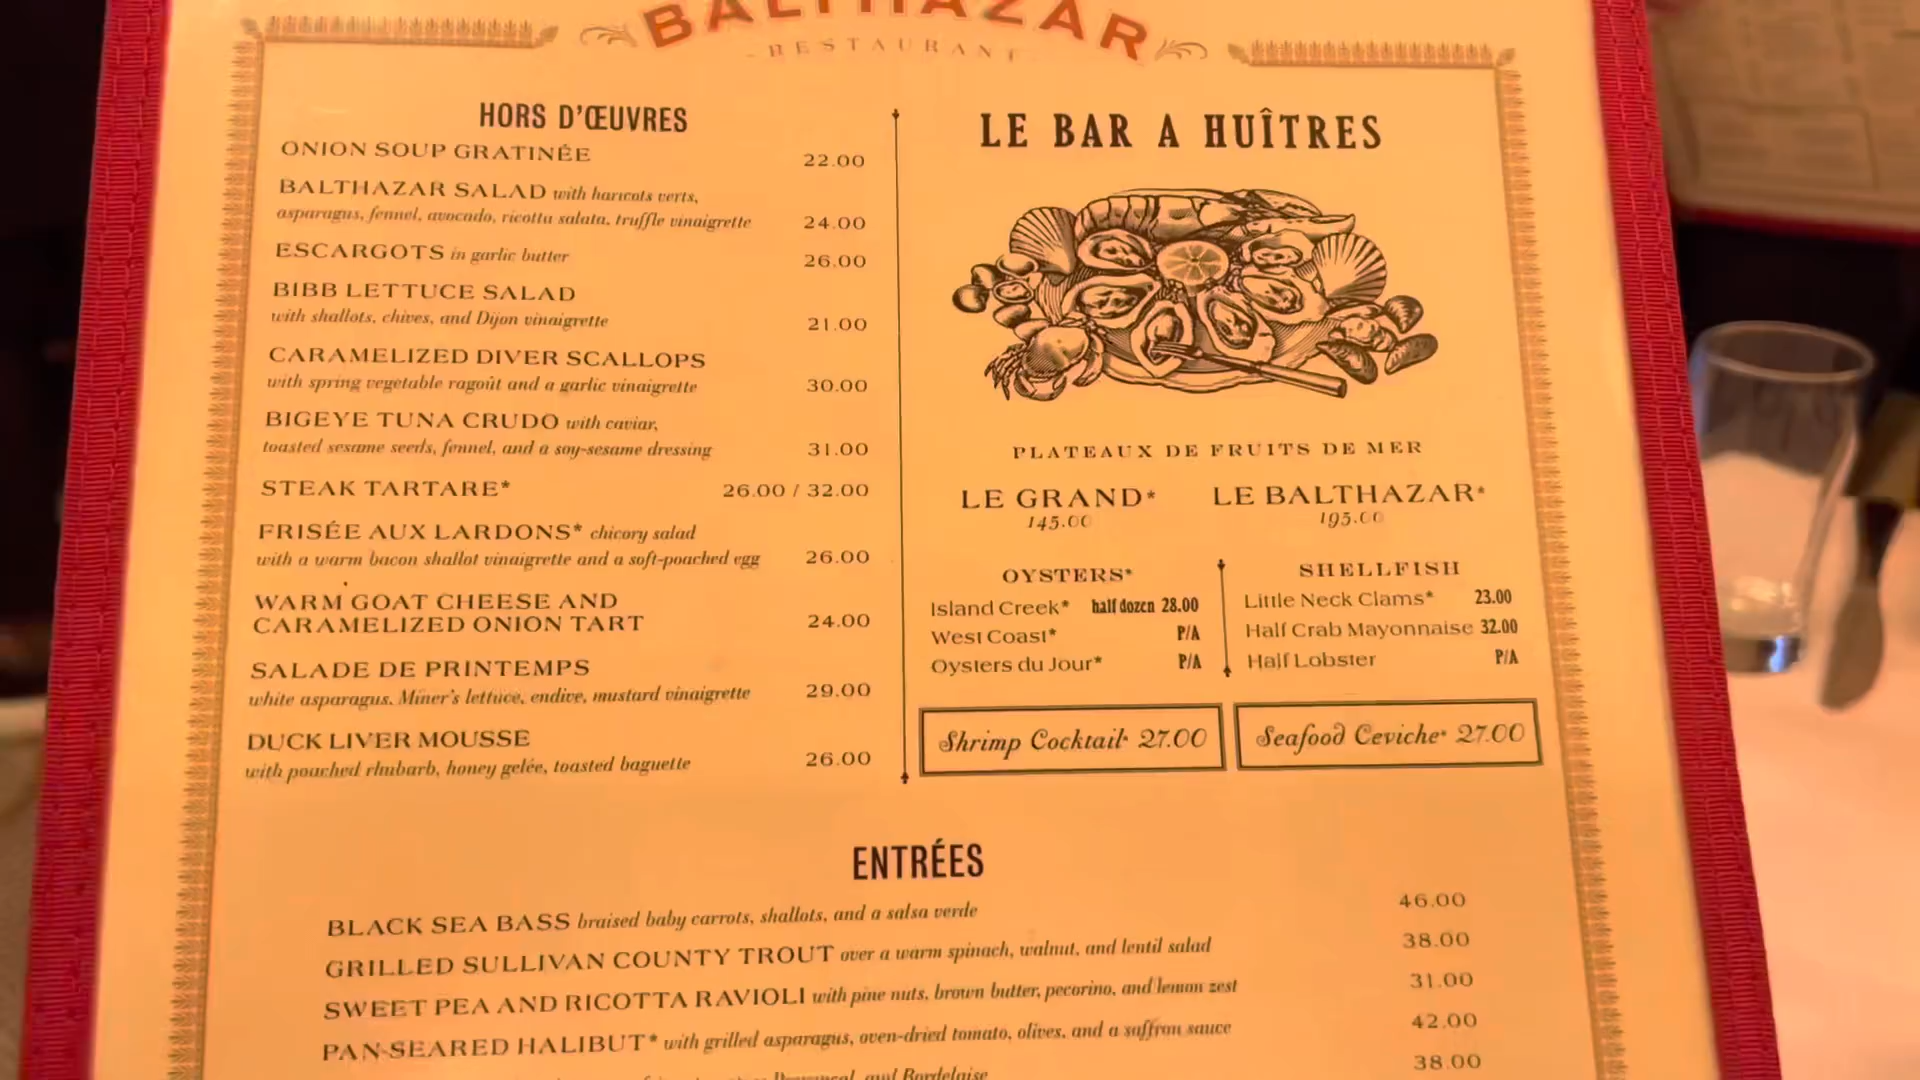 BALTHAZAR
RESTAURANT
HORS D'ŒUVRES
ONION SOUP GRATINÉE 22.00
BALTHAZAR SALAD with haricots verts,
asparagus, fennel, avocado, ricotta salata, truffle vinaigrette 24.00
ESCARGOTS in garlic butter 26.00
BIBB LETTUCE SALAD
with shallots, chives, and Dijon vinaigrette 21.00
CARAMELIZED DIVER SCALLOPS
with spring vegetable ragoût and a garlic vinaigrette 30.00
BIGEYE TUNA CRUDO with caviar,
toasted sesame seeds, fennel, and a soy-sesame dressing 31.00
STEAK TARTARE* 26.00 / 32.00
FRISÉE AUX LARDONS* chicory salad
with a warm bacon shallot vinaigrette and a soft-poached egg 26.00
WARM GOAT CHEESE AND
CARAMELIZED ONION TART 24.00
SALADE DE PRINTEMPS
white asparagus, Miner's lettuce, endive, mustard vinaigrette 29.00
DUCK LIVER MOUSSE
with poached rhubarb, honey gelée, toasted baguette 26.00
LE BAR A HUÎTRES
PLATEAUX DE FRUITS DE MER
LE GRAND* LE BALTHAZAR*
145.00 195.00
OYSTERS*
Island Creek* half dozen 28.00
West Coast* P/A
Oysters du Jour* P/A
SHELLFISH
Little Neck Clams* 23.00
Half Crab Mayonnaise 32.00
Half Lobster P/A
Shrimp Cocktail* 27.00
Seafood Ceviche* 27.00
ENTRÉES
BLACK SEA BASS braised baby carrots, shallots, and a salsa verde 46.00
GRILLED SULLIVAN COUNTY TROUT over a warm spinach, walnut, and lentil salad 38.00
SWEET PEA AND RICOTTA RAVIOLI with pine nuts, brown butter, pecorino, and lemon zest 31.00
PAN-SEARED HALIBUT* with grilled asparagus, oven-dried tomato, olives, and a saffron sauce 42.00
and Bordelaise 38.00